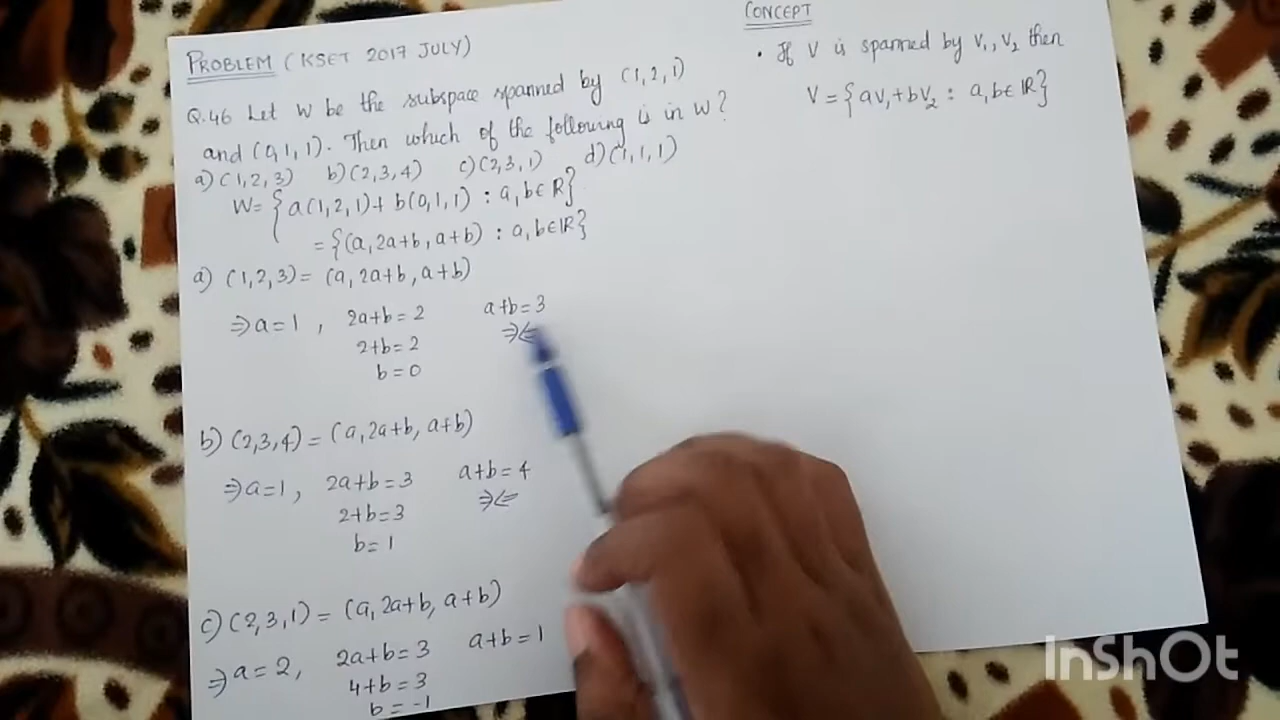 PROBLEM (KSET 2017 JULY)
Q.46 Let W be the subspace spanned by (1,2,1)
and (0,1,1). Then which of the following is in W?
a) (1,2,3) b) (2,3,4) c) (2,3,1) d) (1,1,1)
W = { a(1,2,1) + b(0,1,1) : a,b ∈ ℝ}
= {(a, 2a+b, a+b) : a,b ∈ ℝ}
a) (1,2,3) = (a, 2a+b, a+b)
⇒ a = 1, 2a+b = 2 a+b = 3
2+b = 2 ⇒⇐
b = 0
b) (2,3,4) = (a, 2a+b, a+b)
⇒ a = 1, 2a+b = 3 a+b = 4
2+b = 3 ⇒⇐
b = 1
c) (2,3,1) = (a, 2a+b, a+b)
⇒ a = 2, 2a+b = 3 a+b = 1
4+b = 3
b = -1
CONCEPT
• If V is spanned by v₁, v₂ then
V = {av₁ + bv₂ : a,b ∈ ℝ}
InShOt